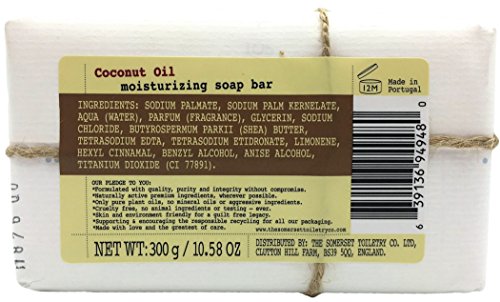 Coconut Oil
moisturizing soap bar
INGREDIENTS: SODIUM PALMATE, SODIUM PALM KERNELATE,
AQUA (WATER), PARFUM (FRAGRANCE), GLYCERIN, SODIUM
CHLORIDE, BUTYROSPERMUM PARKII (SHEA) BUTTER,
TETRASODIUM EDTA, TETRASODIUM ETIDRONATE, LIMONENE,
HEXYL CINNAMAL, BENZYL ALCOHOL, ANISE ALCOHOL,
TITANIUM DIOXIDE (CI 77891).
OUR PLEDGE TO YOU:
*Formulated with quality, purity and integrity without compromise.
*Naturally derived ingredients, wherever possible.
*Only pure plant oils, no mineral oils or aggressive ingredients.
*Cruelty free, no animal ingredients or testing – ever.
*Skin and environment friendly for a guilt free legacy.
*Supporting & encouraging the responsible recycling for all our packaging.
*Made with love and the greatest of care.
www.thesomersettoiletryco.com
NET WT: 300 g / 10.58 OZ
DISTRIBUTED BY: THE SOMERSET TOILETRY CO. LTD,
CLUTTON HILL FARM, BS39 5QQ, ENGLAND.
12M
Made in
Portugal
6 39136 94948 0